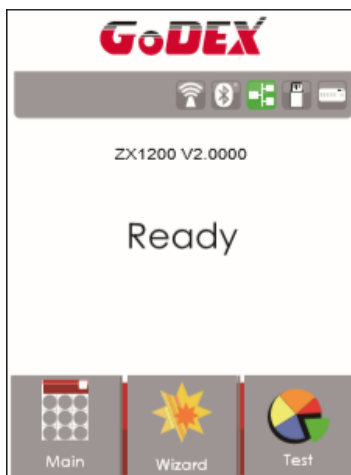 GODEX
ZX1200 V2.0000
Ready
Main
Wizard
Test